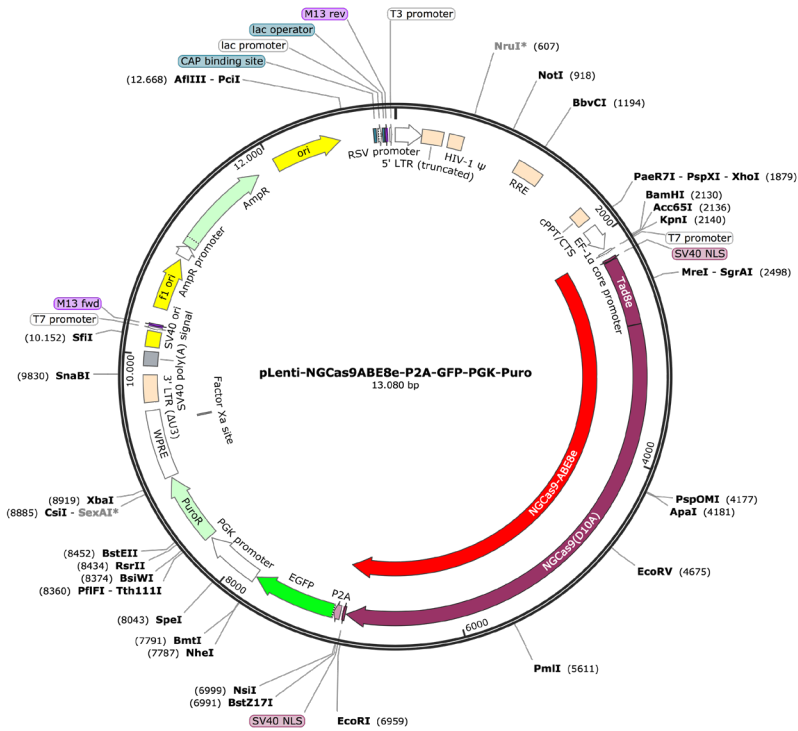 M13 rev
T3 promoter
lac operator
lac promoter
CAP binding site
NruI* (607)
(12.668) AflIII - PciI
NotI (918)
BbvCI (1194)
12.000
ori
RSV promoter
5' LTR (truncated)
HIV-1 Ψ
RRE
AmpR
PaeR7I - PspXI - XhoI (1879)
BamHI (2130)
Acc65I (2136)
KpnI (2140)
2000
cPPT/CTS
T7 promoter
SV40 NLS
EF-1α core promoter
AmpR promoter
MreI - SgrAI (2498)
Tad8e
f1 ori
M13 fwd
T7 promoter
SV40 ori
(10.152) SfiI
SV40 poly(A) signal
10.000
(9830) SnaBI
3' LTR (ΔU3)
Factor Xa site
pLenti-NGCas9ABE8e-P2A-GFP-PGK-Puro
13.080 bp
WPRE
4000
NGCas9-ABE8e
NGCas9(D10A)
(8919) XbaI
(8885) CsiI - SexAI*
PspOMI (4177)
ApaI (4181)
PuroR
PGK promoter
(8452) BstEII
(8434) RsrII
(8374) BsiWI
(8360) PflFI - Tth111I
EcoRV (4675)
8000
EGFP
P2A
(8043) SpeI
6000
(7791) BmtI
(7787) NheI
PmlI (5611)
(6999) NsiI
(6991) BstZ17I
SV40 NLS
EcoRI (6959)